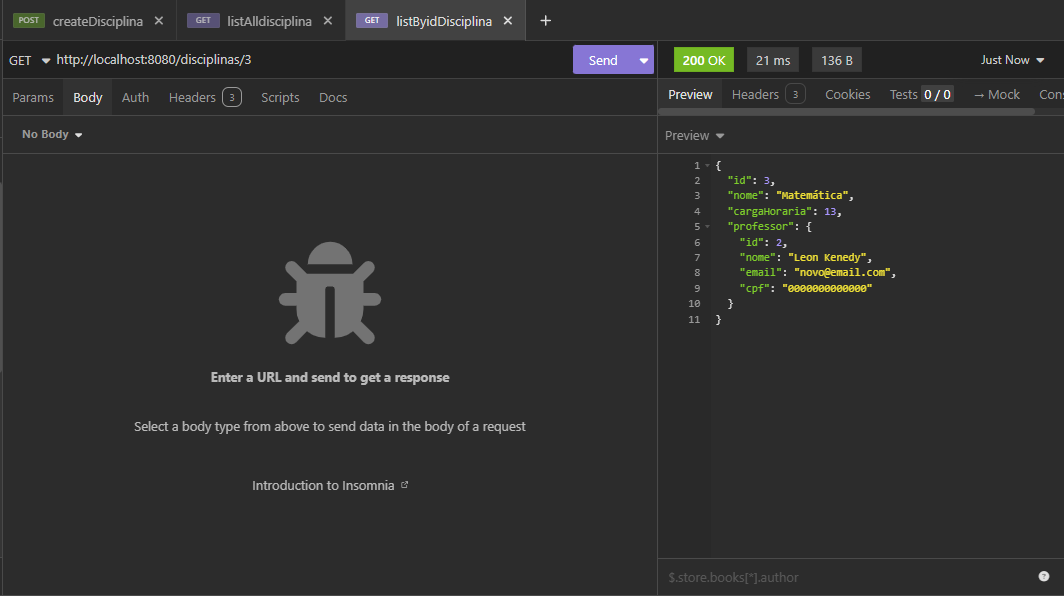 POST createDisciplina × GET listAlldisciplina × GET listByidDisciplina × +
GET http://localhost:8080/disciplinas/3 Send
200 OK 21 ms 136 B Just Now
Params Body Auth Headers 3 Scripts Docs
Preview Headers 3 Cookies Tests 0 / 0 → Mock Cons
No Body
Preview
1 {
2 "id": 3,
3 "nome": "Matemática",
4 "cargaHoraria": 13,
5 "professor": {
6 "id": 2,
7 "nome": "Leon Kenedy",
8 "email": "novo@email.com",
9 "cpf": "0000000000000"
10 }
11 }
Enter a URL and send to get a response
Select a body type from above to send data in the body of a request
Introduction to Insomnia
$.store.books[*].author ?